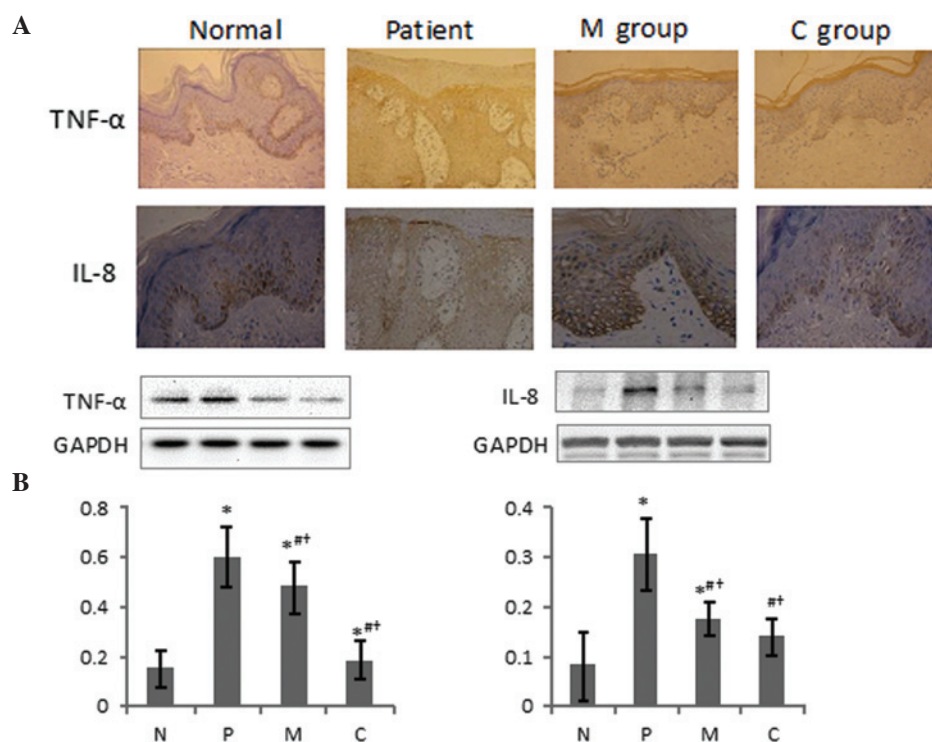 A
Normal Patient M group C group
TNF-α
IL-8
TNF-α
GAPDH
IL-8
GAPDH
B
0.8
0.6
0.4
0.2
0
*
*#†
*#†
N P M C
0.4
0.3
0.2
0.1
0
*
*#†
#†
N P M C